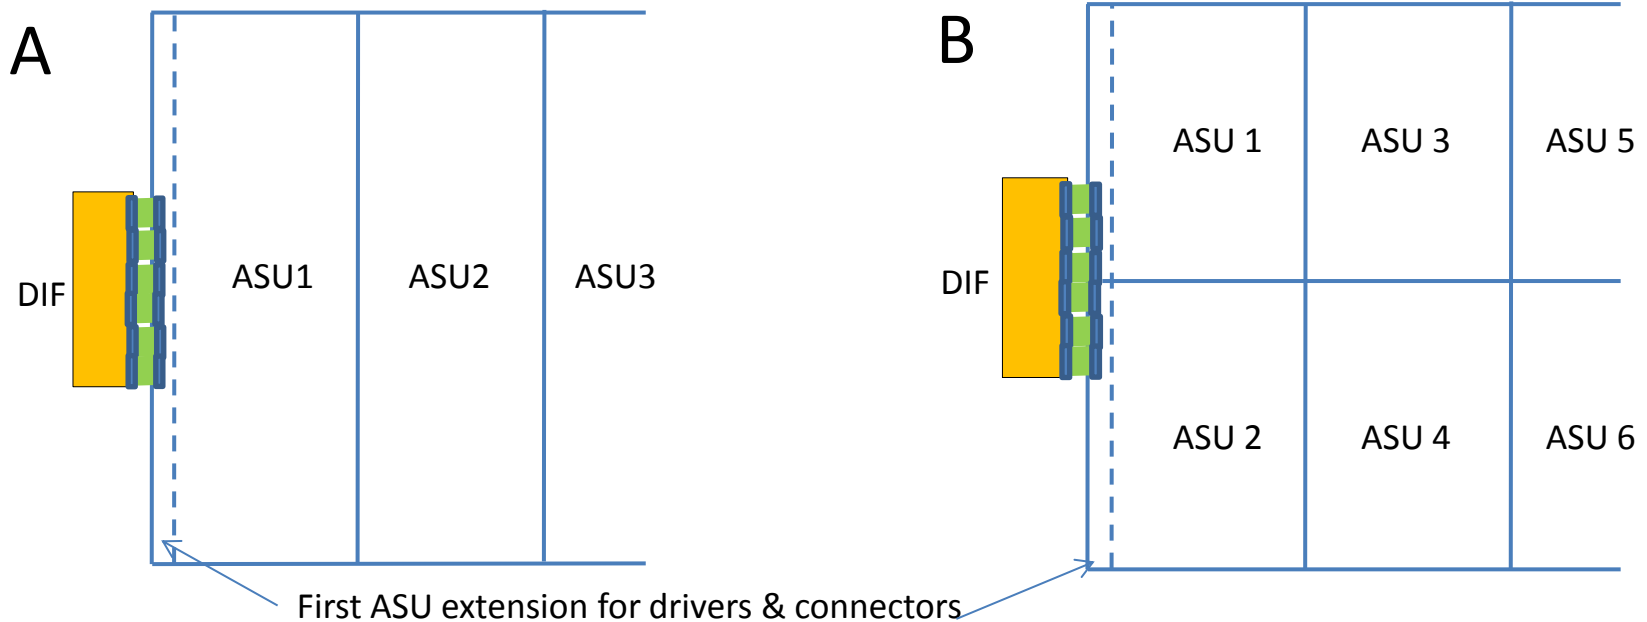 A
DIF
ASU1
ASU2
ASU3
B
DIF
ASU 1
ASU 3
ASU 5
ASU 2
ASU 4
ASU 6
First ASU extension for drivers & connectors